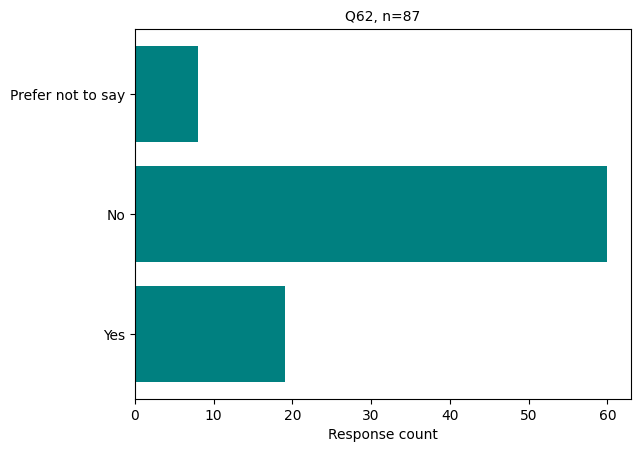 Q62, n=87
Prefer not to say
No
Yes
0 10 20 30 40 50 60
Response count